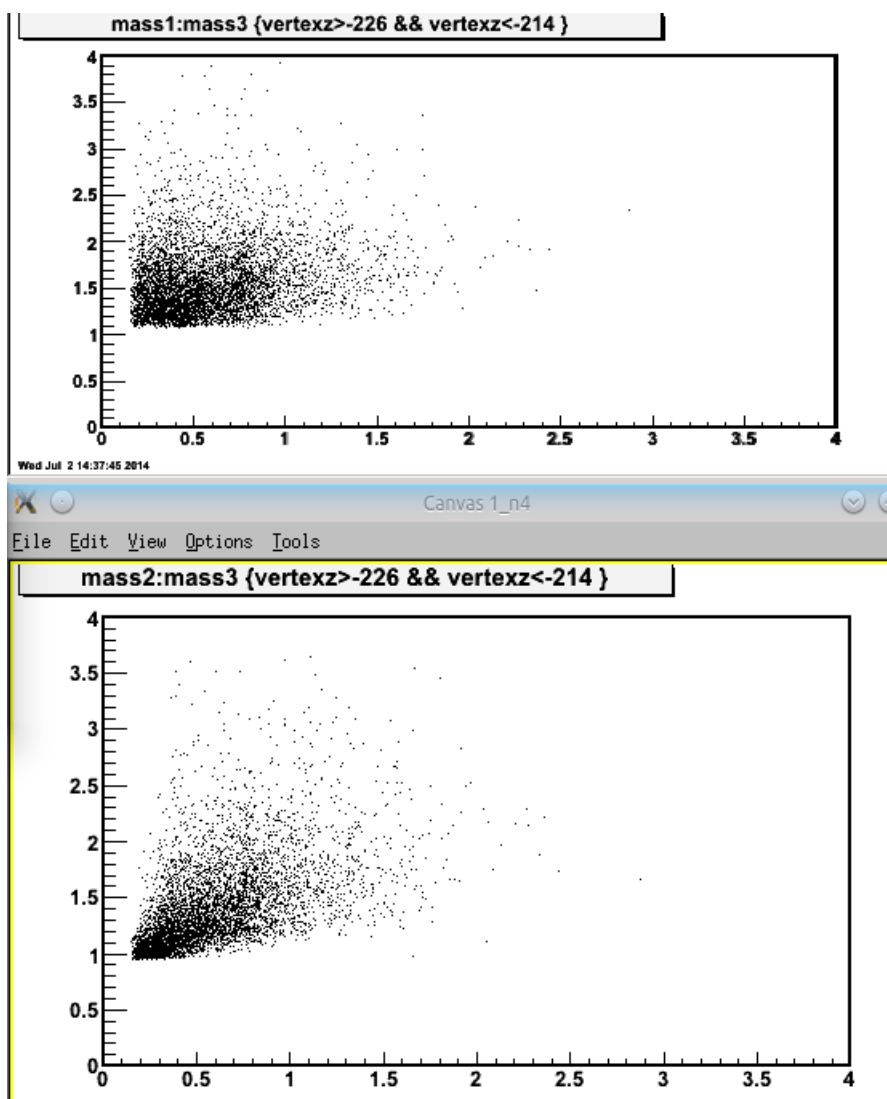 mass1:mass3 {vertexz>-226 && vertexz<-214 }
4
3.5
3
2.5
2
1.5
1
0.5
0
0 0.5 1 1.5 2 2.5 3 3.5 4
Wed Jul 2 14:37:45 2014
Canvas 1_n4
File Edit View Options Tools
mass2:mass3 {vertexz>-226 && vertexz<-214 }
4
3.5
3
2.5
2
1.5
1
0.5
0
0 0.5 1 1.5 2 2.5 3 3.5 4